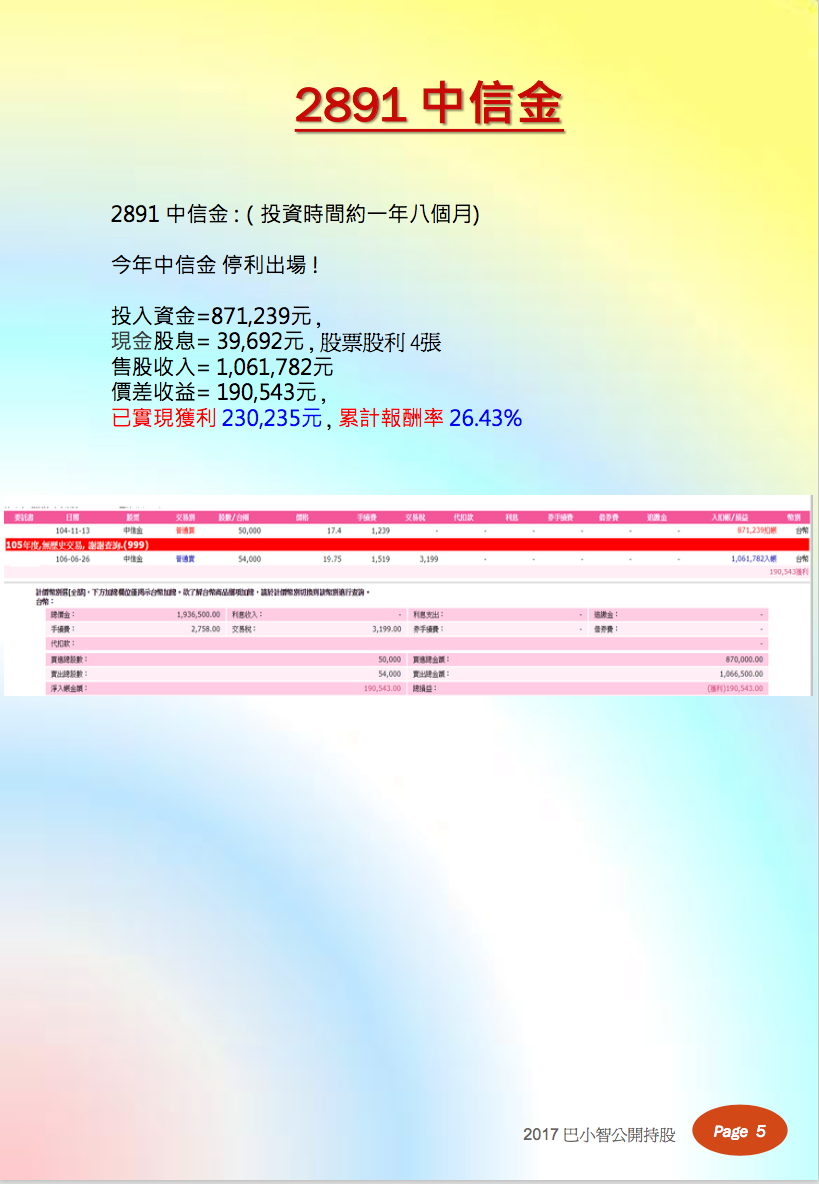 2891 中信金
2891 中信金 : ( 投資時間約一年八個月)
今年中信金 停利出場 !
投入資金=871,239元 ,
現金股息= 39,692元 , 股票股利 4張
售股收入= 1,061,782元
價差收益= 190,543元 ,
已實現獲利 230,235元 , 累計報酬率 26.43%
委託書 日期 股票 交易別 股數/台兩 價格 手續費 交易稅 代扣款 利息 券手續費 借券費 追繳金 入扣帳/損益 幣別
104-11-13 中信金 普通買 50,000 17.4 1,239 - - - - - - 871,239扣帳 台幣
105年度,無歷史交易, 謝謝查詢.(999)
106-06-26 中信金 普通賣 54,000 19.75 1,519 3,199 - - - - - 1,061,782入帳 台幣
190,543獲利
計價幣別選[全部]，下方加總欄位僅揭示台幣加總，欲了解台幣商品細項加總，請於計價幣別切換到該幣別進行查詢。
台幣：
總價金： 1,936,500.00 利息收入： - 利息支出： - 追繳金： -
手續費： 2,758.00 交易稅： 3,199.00 券手續費： - 借券費： -
代扣款： -
買進總股數： 50,000 買進總金額： 870,000.00
賣出總股數： 54,000 賣出總金額： 1,066,500.00
淨入帳金額： 190,543.00 總損益： (獲利)190,543.00
2017 巴小智公開持股 Page 5